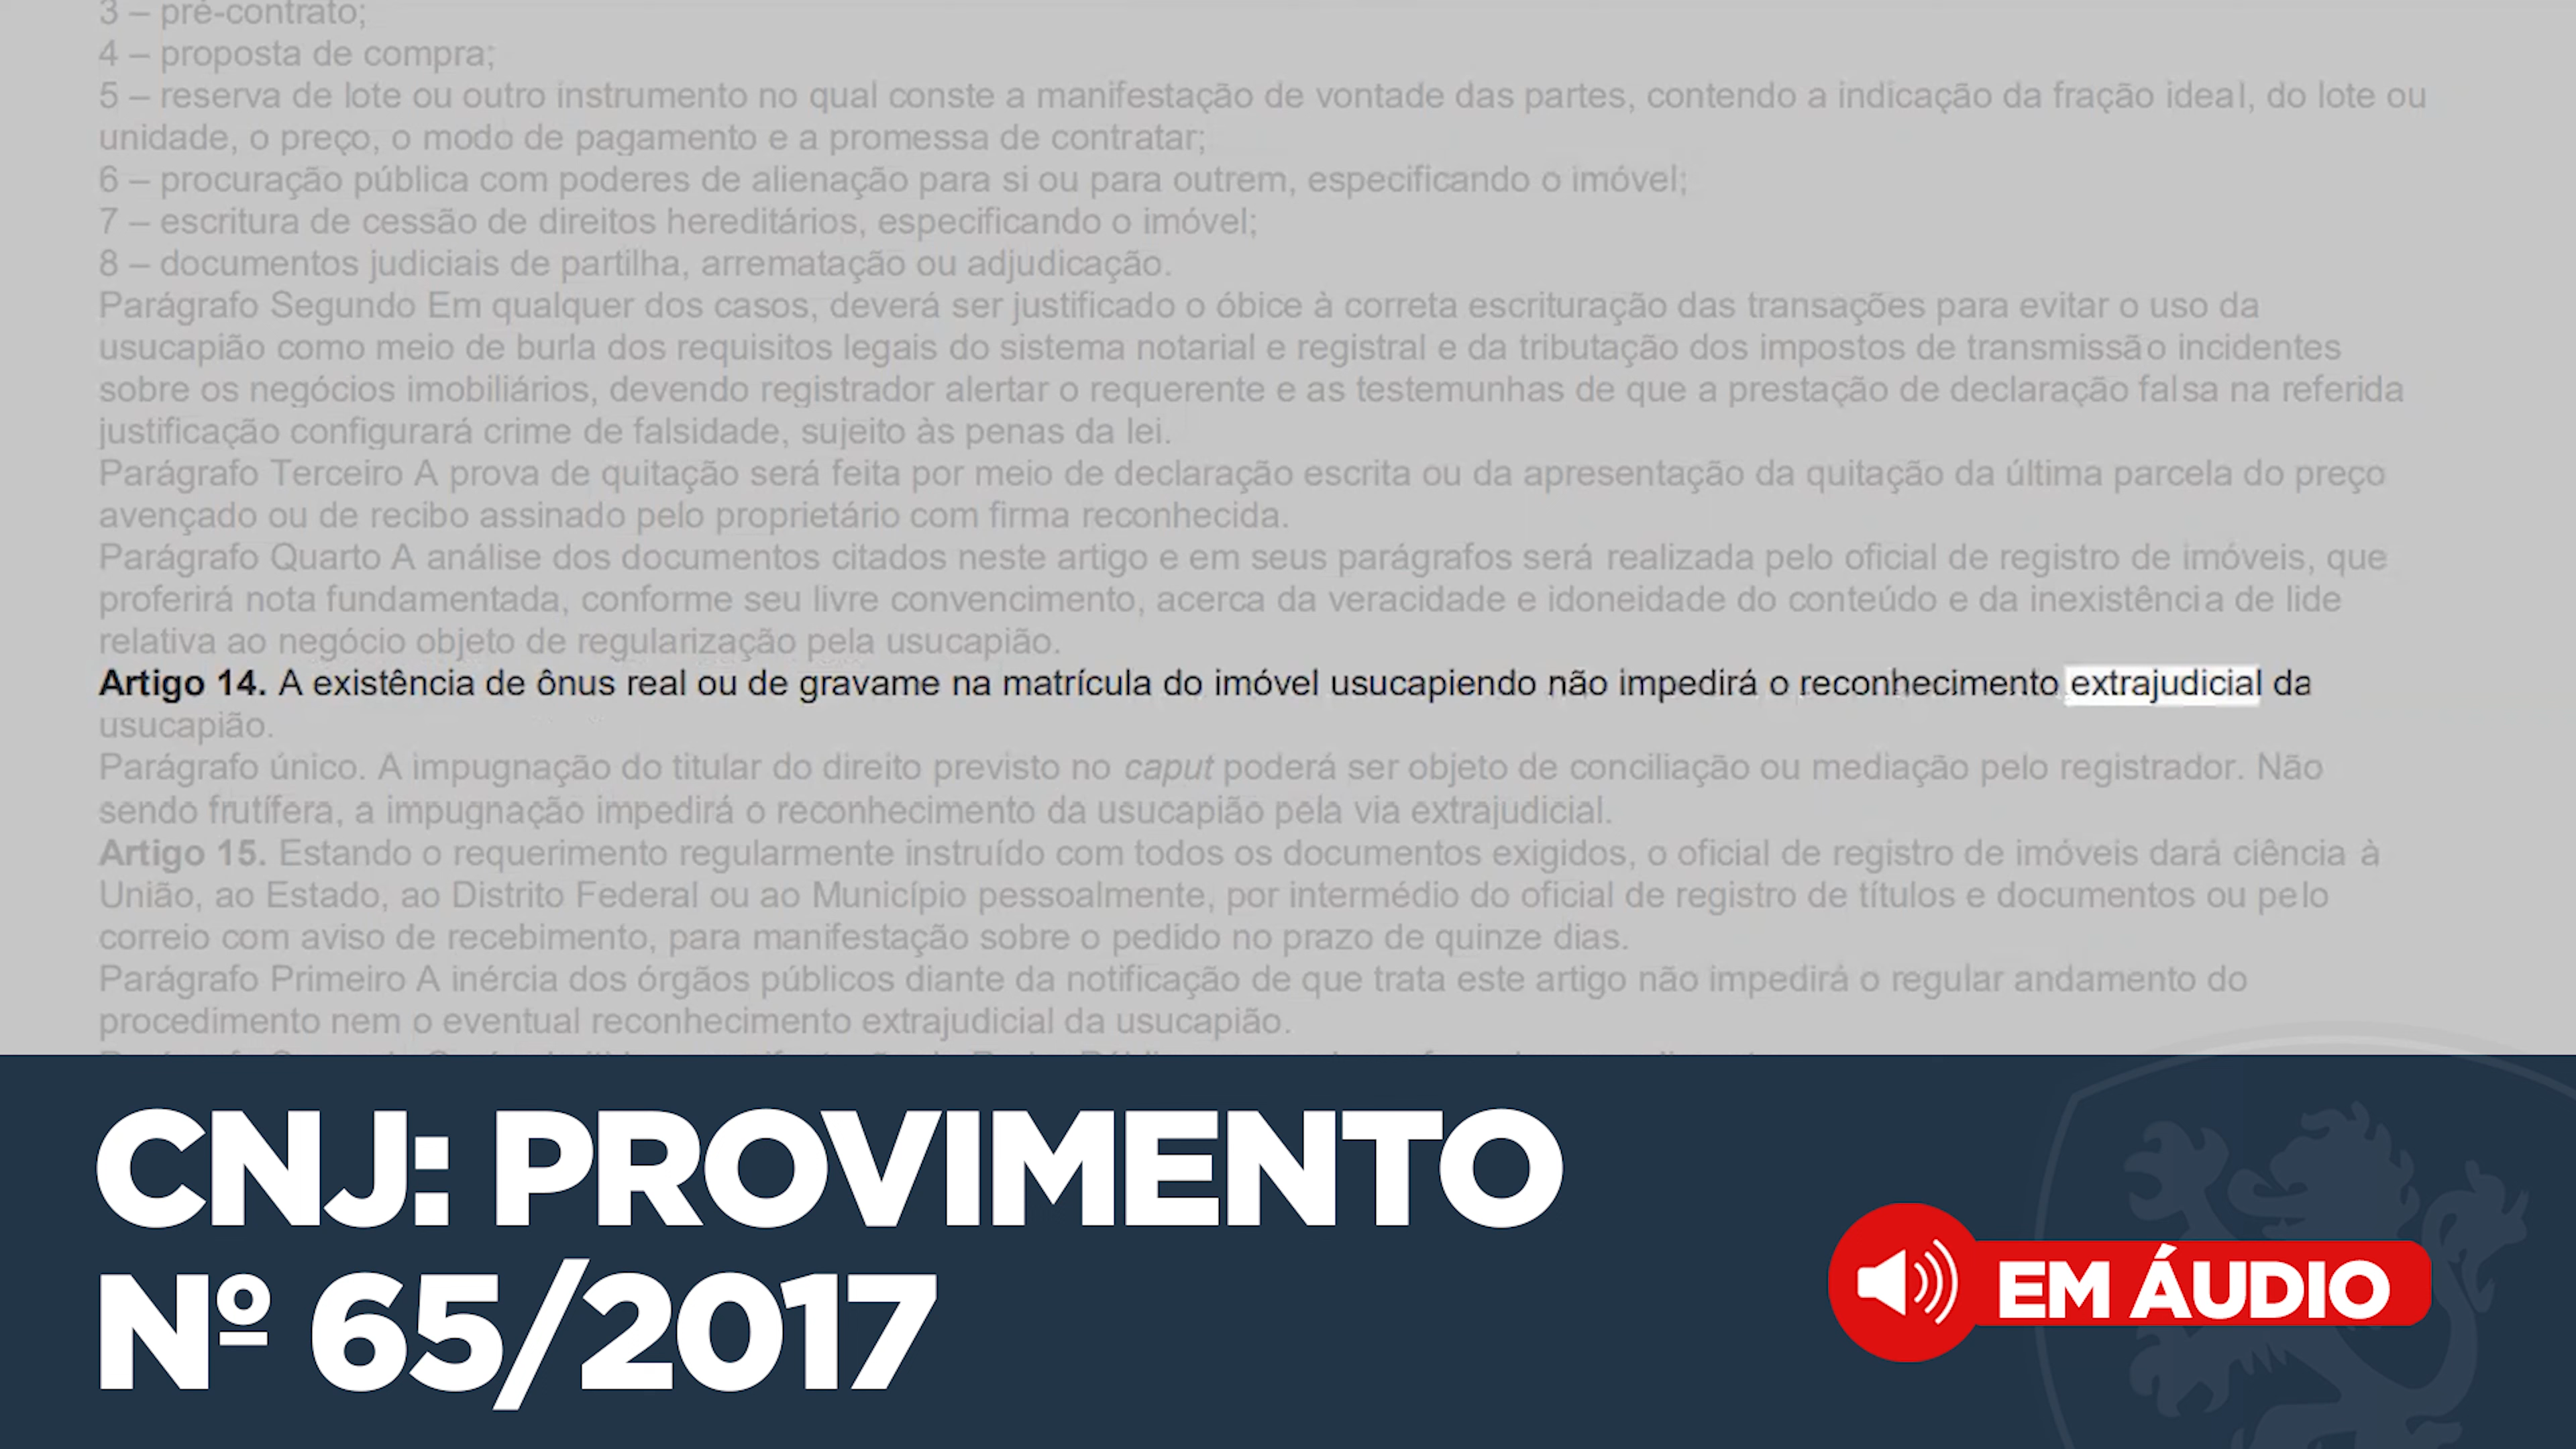 3 – pré-contrato;
4 – proposta de compra;
5 – reserva de lote ou outro instrumento no qual conste a manifestação de vontade das partes, contendo a indicação da fração ideal, do lote ou
unidade, o preço, o modo de pagamento e a promessa de contratar;
6 – procuração pública com poderes de alienação para si ou para outrem, especificando o imóvel;
7 – escritura de cessão de direitos hereditários, especificando o imóvel;
8 – documentos judiciais de partilha, arrematação ou adjudicação.
Parágrafo Segundo Em qualquer dos casos, deverá ser justificado o óbice à correta escrituração das transações para evitar o uso da
usucapião como meio de burla dos requisitos legais do sistema notarial e registral e da tributação dos impostos de transmissão incidentes
sobre os negócios imobiliários, devendo registrador alertar o requerente e as testemunhas de que a prestação de declaração falsa na referida
justificação configurará crime de falsidade, sujeito às penas da lei.
Parágrafo Terceiro A prova de quitação será feita por meio de declaração escrita ou da apresentação da quitação da última parcela do preço
avençado ou de recibo assinado pelo proprietário com firma reconhecida.
Parágrafo Quarto A análise dos documentos citados neste artigo e em seus parágrafos será realizada pelo oficial de registro de imóveis, que
proferirá nota fundamentada, conforme seu livre convencimento, acerca da veracidade e idoneidade do conteúdo e da inexistência de lide
relativa ao negócio objeto de regularização pela usucapião.
Artigo 14. A existência de ônus real ou de gravame na matrícula do imóvel usucapiendo não impedirá o reconhecimento extrajudicial da
usucapião.
Parágrafo único. A impugnação do titular do direito previsto no caput poderá ser objeto de conciliação ou mediação pelo registrador. Não
sendo frutífera, a impugnação impedirá o reconhecimento da usucapião pela via extrajudicial.
Artigo 15. Estando o requerimento regularmente instruído com todos os documentos exigidos, o oficial de registro de imóveis dará ciência à
União, ao Estado, ao Distrito Federal ou ao Município pessoalmente, por intermédio do oficial de registro de títulos e documentos ou pelo
correio com aviso de recebimento, para manifestação sobre o pedido no prazo de quinze dias.
Parágrafo Primeiro A inércia dos órgãos públicos diante da notificação de que trata este artigo não impedirá o regular andamento do
procedimento nem o eventual reconhecimento extrajudicial da usucapião.
CNJ: PROVIMENTO
Nº 65/2017
EM ÁUDIO